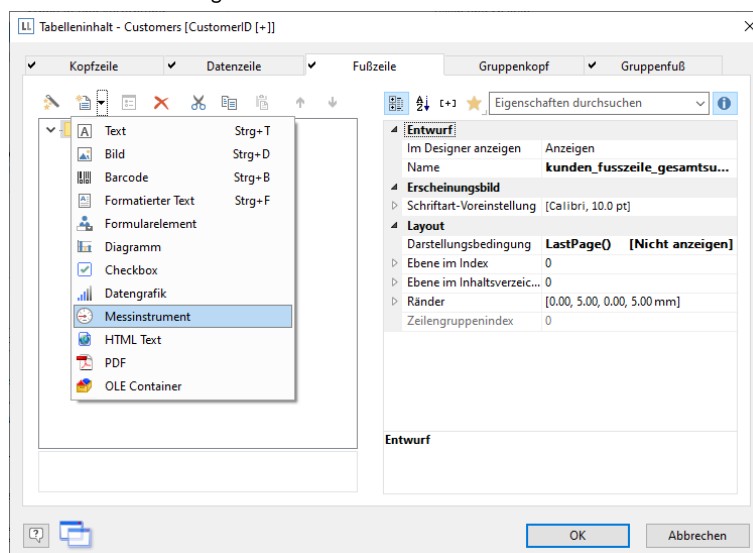 LL Tabelleninhalt - Customers [CustomerID [+]]
Kopfzeile Datenzeile Fußzeile Gruppenkopf Gruppenfuß
Eigenschaften durchsuchen
Text Strg+T
Bild Strg+D
Barcode Strg+B
Formatierter Text Strg+F
Formularelement
Diagramm
Checkbox
Datengrafik
Messinstrument
HTML Text
PDF
OLE Container
Entwurf
Im Designer anzeigen Anzeigen
Name kunden_fusszeile_gesamtsu...
Erscheinungsbild
Schriftart-Voreinstellung [Calibri, 10.0 pt]
Layout
Darstellungsbedingung LastPage() [Nicht anzeigen]
Ebene im Index 0
Ebene im Inhaltsverzeic... 0
Ränder [0.00, 5.00, 0.00, 5.00 mm]
Zeilengruppenindex 0
Entwurf
OK Abbrechen